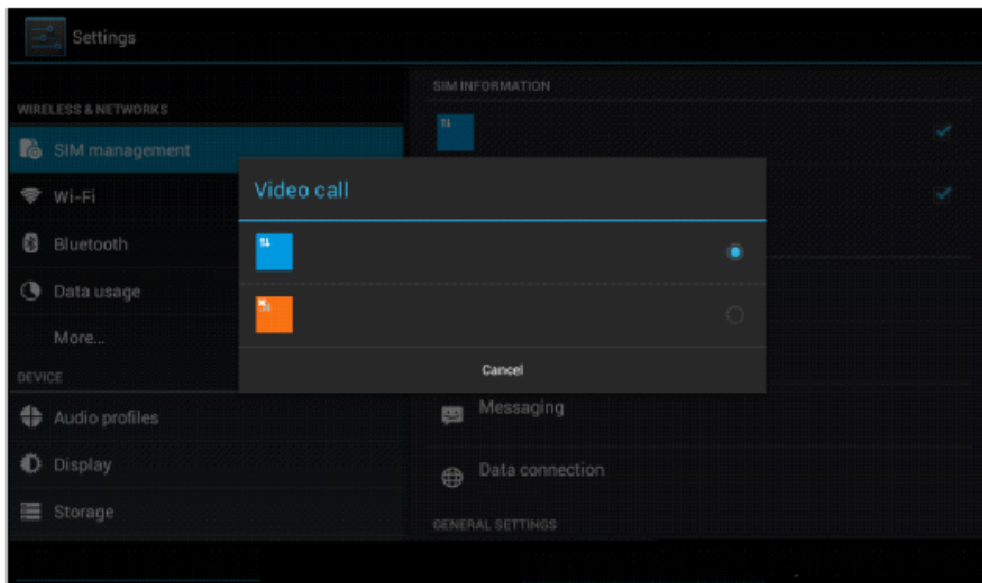 Settings
WIRELESS & NETWORKS
SIM management
Wi-Fi
Bluetooth
Data usage
More...
DEVICE
Audio profiles
Display
Storage
SIM INFORMATION
Video call
Cancel
Messaging
Data connection
GENERAL SETTINGS